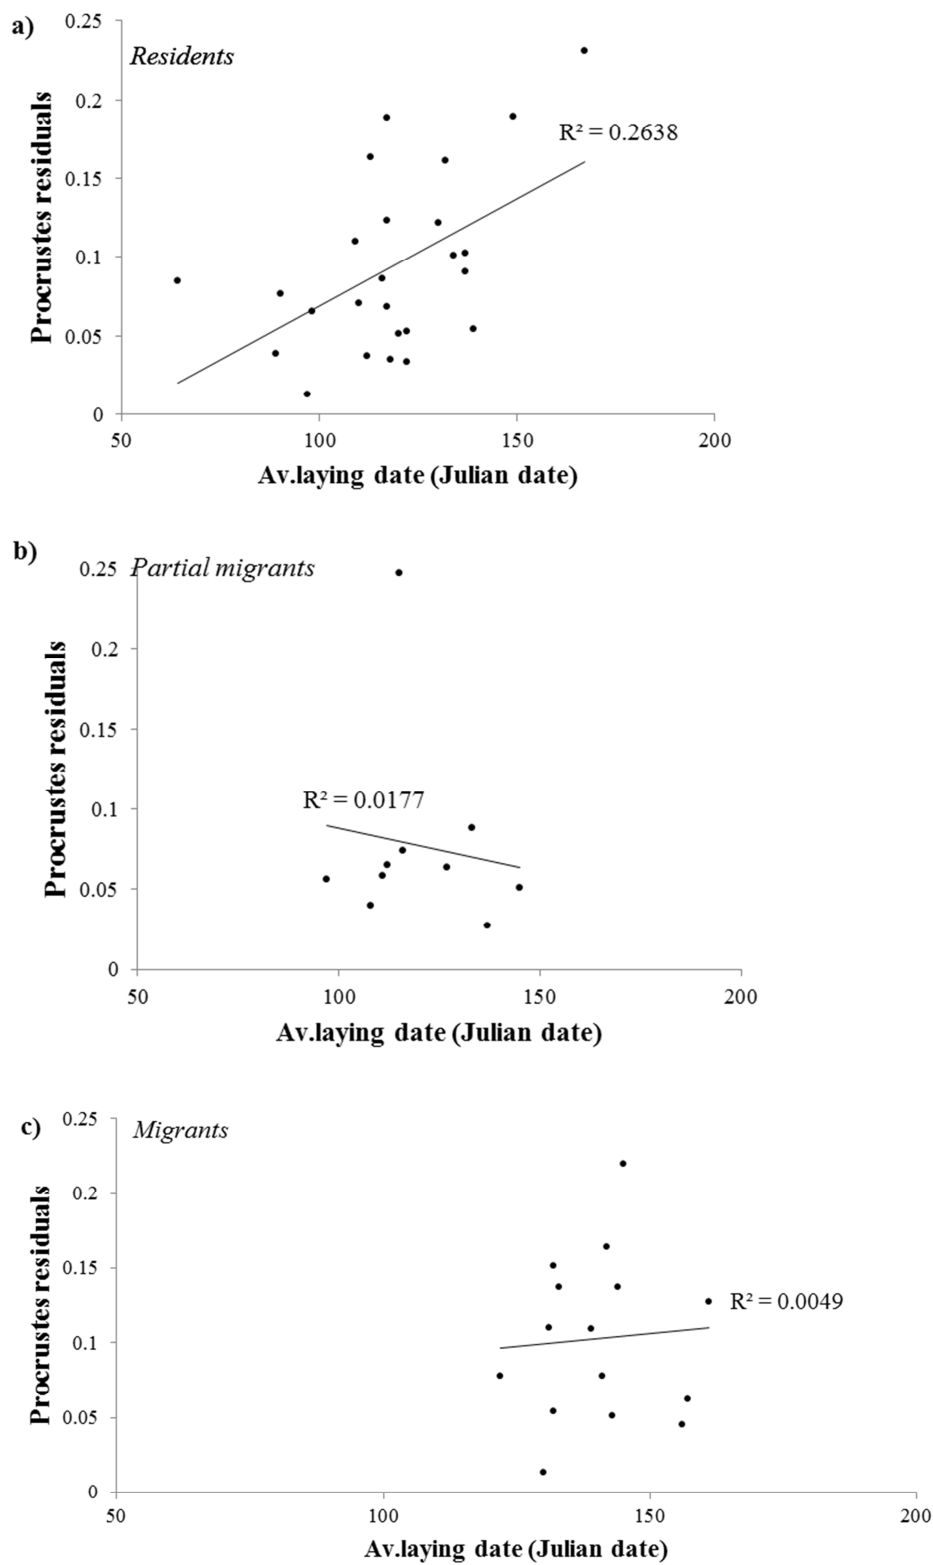 a)
0.25
Residents
0.2
R² = 0.2638
0.15
0.1
0.05
0
Procrustes residuals
50 100 150 200
Av.laying date (Julian date)
b)
0.25 Partial migrants
0.2
0.15
R² = 0.0177
0.1
0.05
0
Procrustes residuals
50 100 150 200
Av.laying date (Julian date)
c)
0.25
Migrants
0.2
0.15
R² = 0.0049
0.1
0.05
0
Procrustes residuals
50 100 150 200
Av.laying date (Julian date)